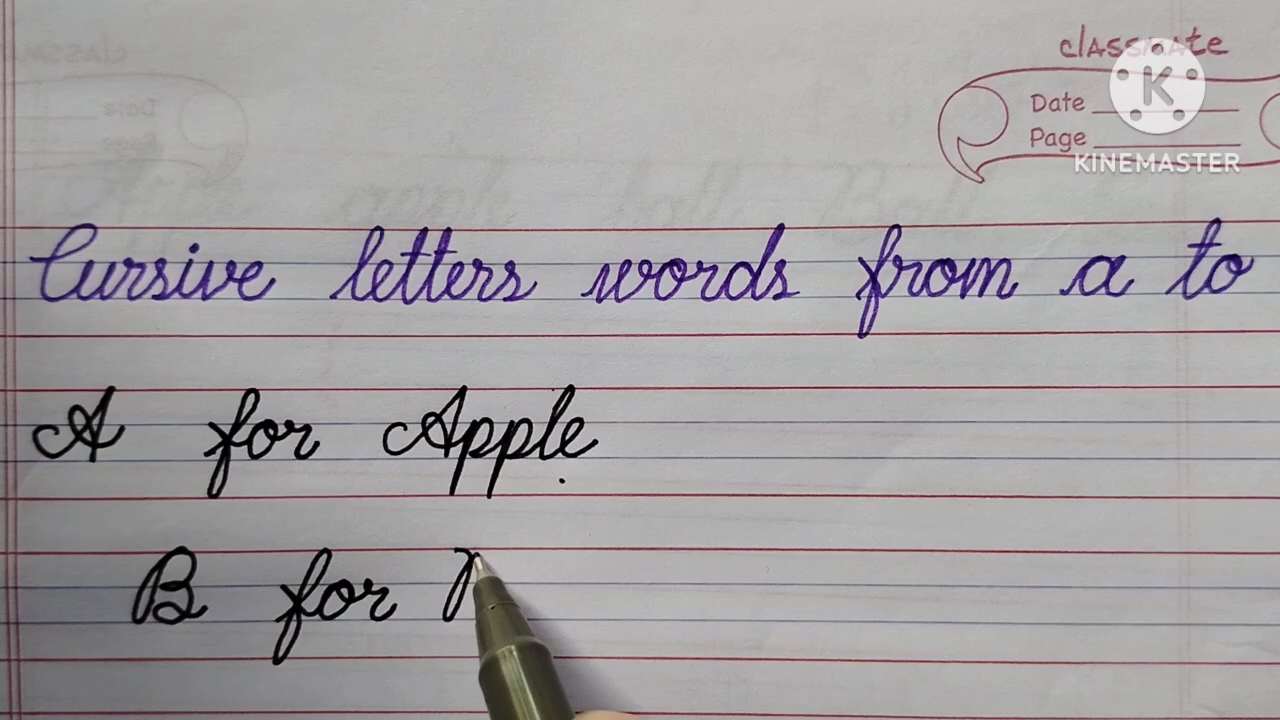 classmate
Date
Page
KINEMASTER
Cursive letters words from a to
A for Apple
B for